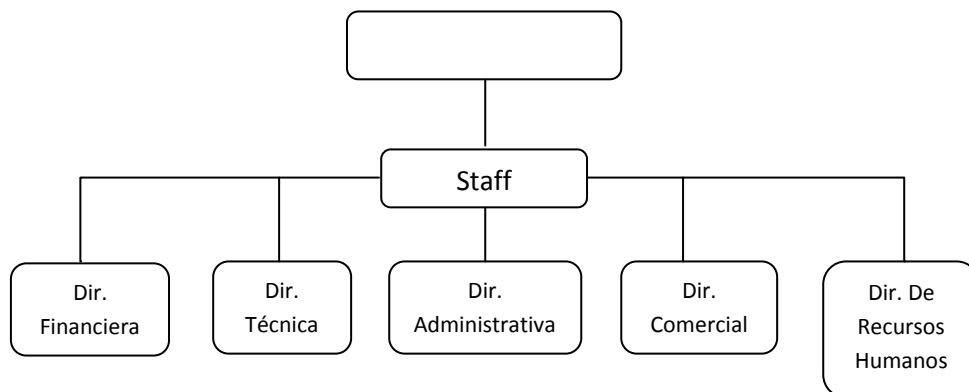 Staff
Dir.
Financiera
Dir.
Técnica
Dir.
Administrativa
Dir.
Comercial
Dir. De
Recursos
Humanos